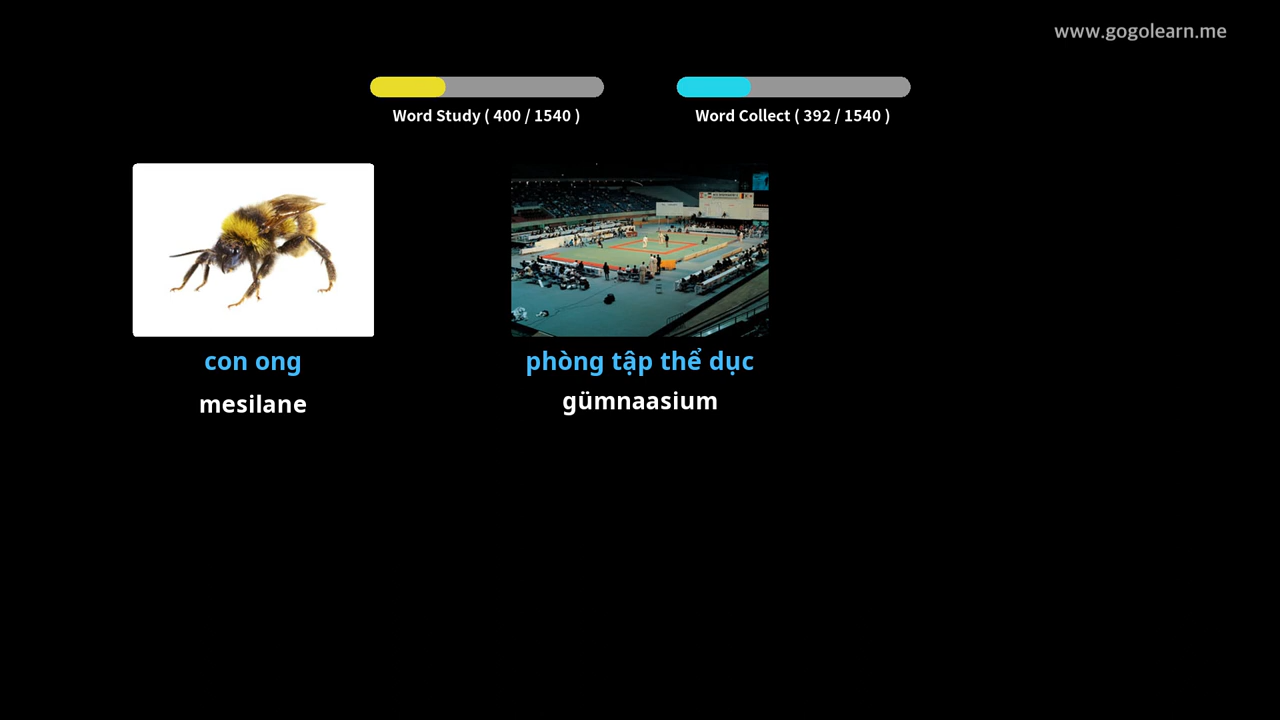 www.gogolearn.me
Word Study ( 400 / 1540 )
Word Collect ( 392 / 1540 )
con ong
mesilane
phòng tập thể dục
gümnaasium